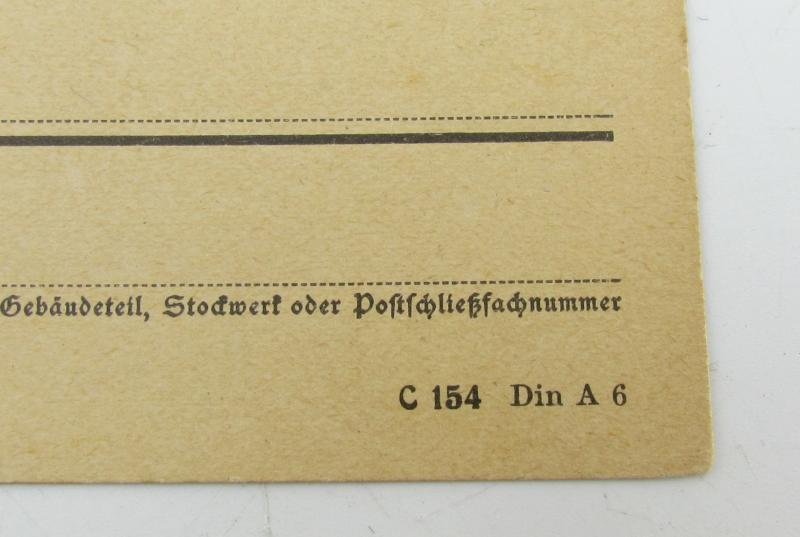 Gebäudeteil, Stockwerk oder Postschließfachnummer
C 154 Din A 6